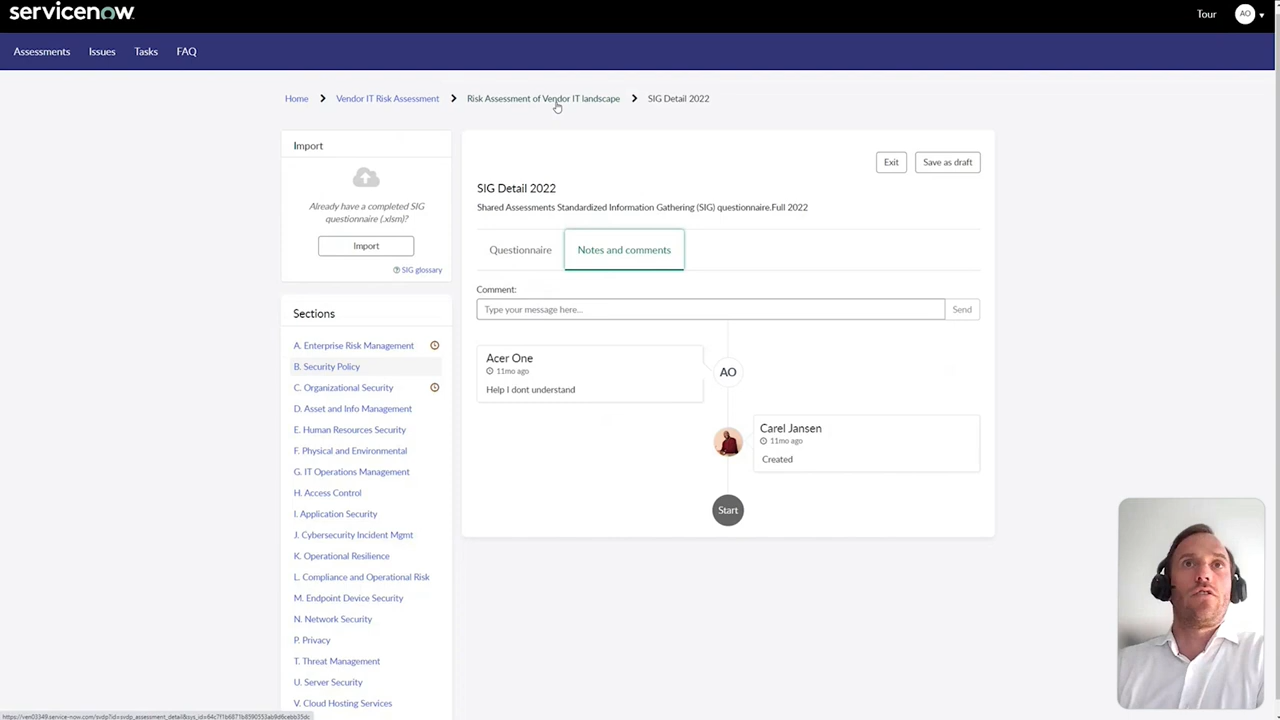 servicenow
Tour
AO
Assessments
Issues
Tasks
FAQ
Home
Vendor IT Risk Assessment
Risk Assessment of Vendor IT landscape
SIG Detail 2022
Import
Already have a completed SIG
questionnaire (.xlsm)?
Import
SIG glossary
Sections
A. Enterprise Risk Management
B. Security Policy
C. Organizational Security
D. Asset and Info Management
E. Human Resources Security
F. Physical and Environmental
G. IT Operations Management
H. Access Control
I. Application Security
J. Cybersecurity Incident Mgmt
K. Operational Resilience
L. Compliance and Operational Risk
M. Endpoint Device Security
N. Network Security
P. Privacy
T. Threat Management
U. Server Security
V. Cloud Hosting Services
Exit
Save as draft
SIG Detail 2022
Shared Assessments Standardized Information Gathering (SIG) questionnaire.Full 2022
Questionnaire
Notes and comments
Comment:
Type your message here...
Send
Acer One
11mo ago
Help I dont understand
AO
Carel Jansen
11mo ago
Created
Start